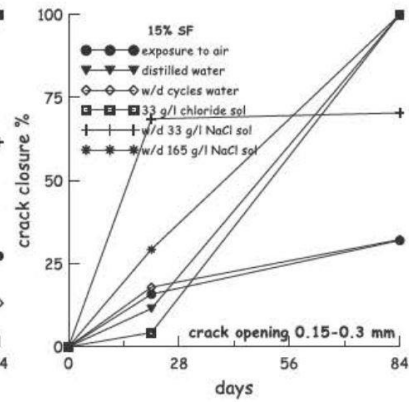 100
15% SF
exposure to air
distilled water
w/d cycles water
33 g/l chloride sol
w/d 33 g/l NaCl sol
w/d 165 g/l NaCl sol
75
50
25
0
crack closure %
crack opening 0.15-0.3 mm
4
0
28
56
84
days